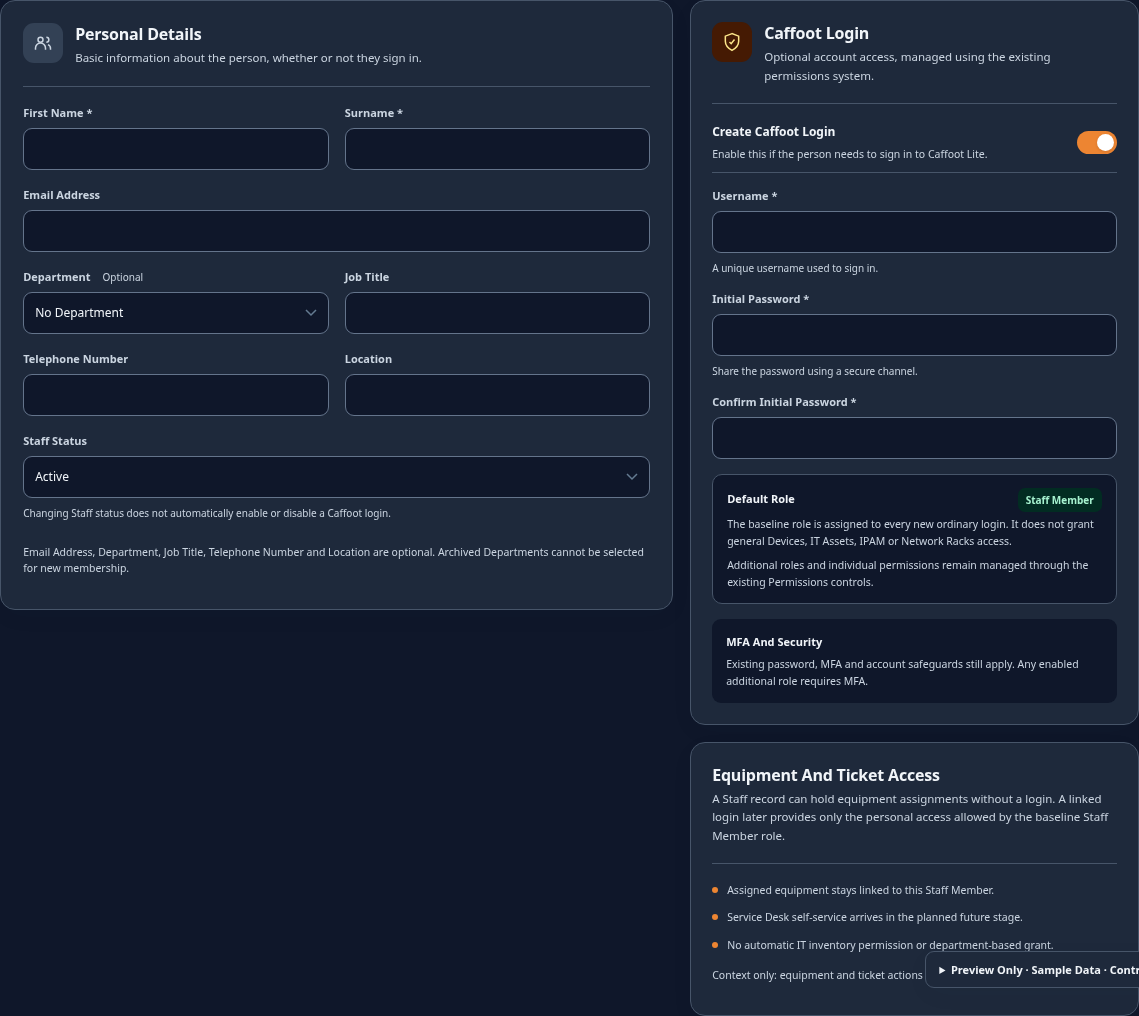 Personal Details
Basic information about the person, whether or not they sign in.
First Name *
Surname *
Email Address
Department Optional
Job Title
No Department
Telephone Number
Location
Staff Status
Active
Changing Staff status does not automatically enable or disable a Caffoot login.
Email Address, Department, Job Title, Telephone Number and Location are optional. Archived Departments cannot be selected
for new membership.
Caffoot Login
Optional account access, managed using the existing
permissions system.
Create Caffoot Login
Enable this if the person needs to sign in to Caffoot Lite.
Username *
A unique username used to sign in.
Initial Password *
Share the password using a secure channel.
Confirm Initial Password *
Default Role
Staff Member
The baseline role is assigned to every new ordinary login. It does not grant
general Devices, IT Assets, IPAM or Network Racks access.
Additional roles and individual permissions remain managed through the
existing Permissions controls.
MFA And Security
Existing password, MFA and account safeguards still apply. Any enabled
additional role requires MFA.
Equipment And Ticket Access
A Staff record can hold equipment assignments without a login. A linked
login later provides only the personal access allowed by the baseline Staff
Member role.
Assigned equipment stays linked to this Staff Member.
Service Desk self-service arrives in the planned future stage.
No automatic IT inventory permission or department-based grant.
Context only: equipment and ticket actions
Preview Only · Sample Data ·